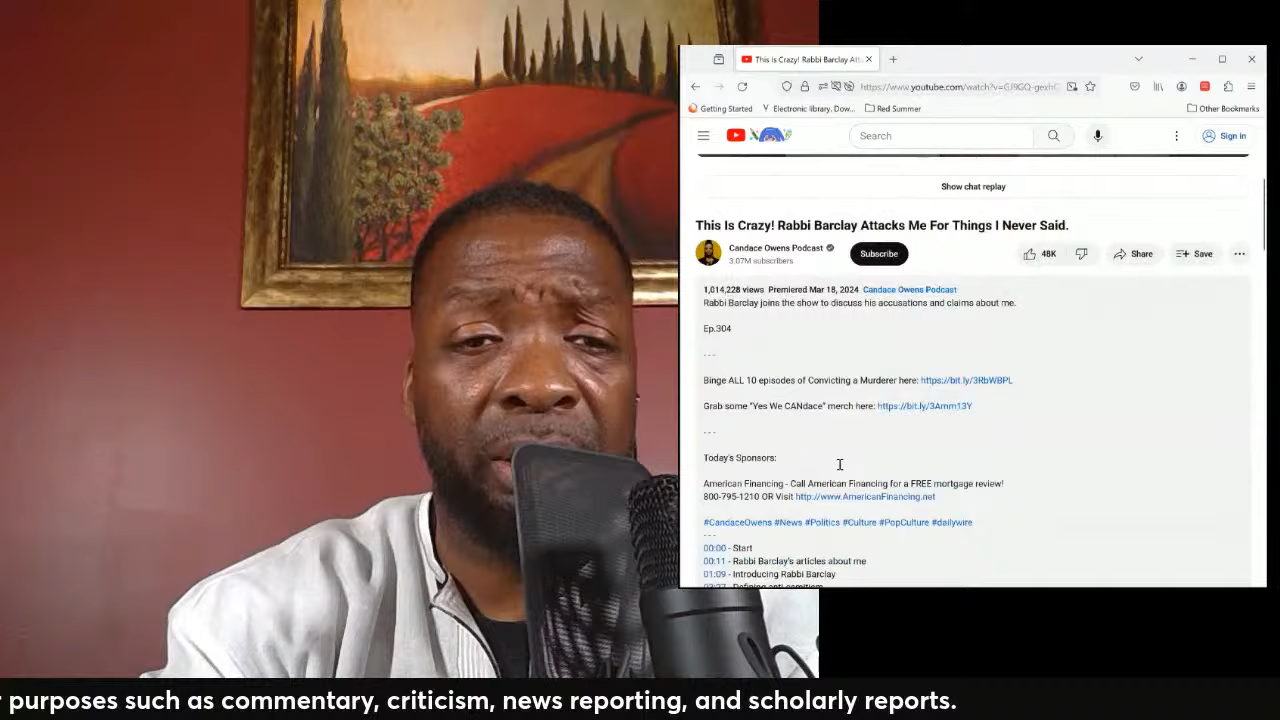 This Is Crazy! Rabbi Barclay Att
https://www.youtube.com/watch?v=GJ9GQ-gexhC
Getting Started
Electronic library. Dow...
Red Summer
Other Bookmarks
Search
Sign in
Show chat replay
This Is Crazy! Rabbi Barclay Attacks Me For Things I Never Said.
Candace Owens Podcast
3.07M subscribers
Subscribe
48K
Share
Save
1,014,228 views Premiered Mar 18, 2024 Candace Owens Podcast
Rabbi Barclay joins the show to discuss his accusations and claims about me.
Ep.304
---
Binge ALL 10 episodes of Convicting a Murderer here: https://bit.ly/3RbWBPL
Grab some "Yes We CANdace" merch here: https://bit.ly/3Amm13Y
---
Today's Sponsors:
American Financing - Call American Financing for a FREE mortgage review!
800-795-1210 OR Visit http://www.AmericanFinancing.net
#CandaceOwens #News #Politics #Culture #PopCulture #dailywire
---
00:00 - Start
00:11 - Rabbi Barclay's articles about me
01:09 - Introducing Rabbi Barclay
purposes such as commentary, criticism, news reporting, and scholarly reports.